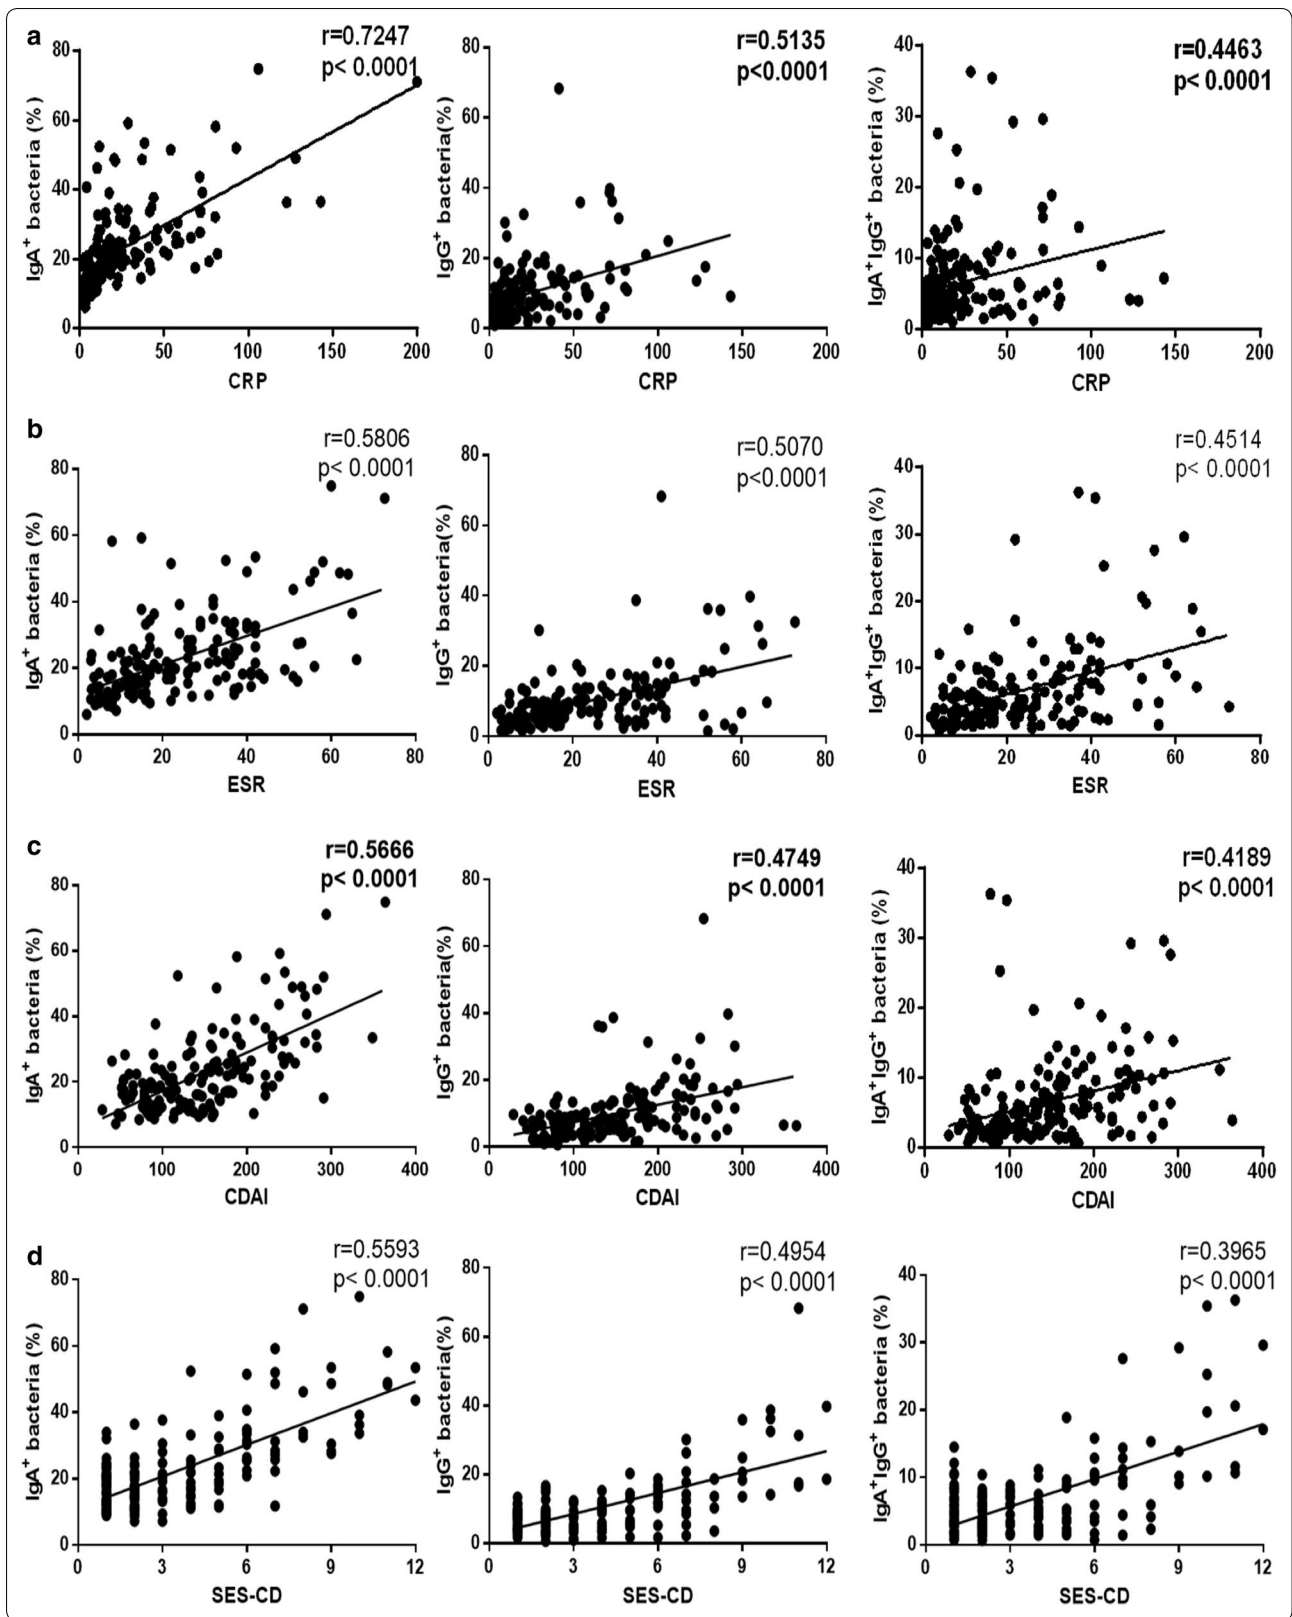 a
r=0.7247
p< 0.0001
IgA⁺ bacteria (%)
80
60
40
20
0
0 50 100 150 200
CRP
r=0.5135
p<0.0001
IgG⁺ bacteria(%)
80
60
40
20
0
0 50 100 150 200
CRP
r=0.4463
p< 0.0001
IgA⁺IgG⁺ bacteria (%)
40
30
20
10
0
0 50 100 150 200
CRP
b
r=0.5806
p< 0.0001
IgA⁺ bacteria (%)
80
60
40
20
0
0 20 40 60 80
ESR
r=0.5070
p<0.0001
IgG⁺ bacteria(%)
80
60
40
20
0
0 20 40 60 80
ESR
r=0.4514
p< 0.0001
IgA⁺IgG⁺ bacteria (%)
40
30
20
10
0
0 20 40 60 80
ESR
c
r=0.5666
p< 0.0001
IgA⁺ bacteria (%)
80
60
40
20
0
0 100 200 300 400
CDAI
r=0.4749
p< 0.0001
IgG⁺ bacteria(%)
80
60
40
20
0
0 100 200 300 400
CDAI
r=0.4189
p< 0.0001
IgA⁺IgG⁺ bacteria (%)
40
30
20
10
0
0 100 200 300 400
CDAI
d
r=0.5593
p< 0.0001
IgA⁺ bacteria (%)
80
60
40
20
0
0 3 6 9 12
SES-CD
r=0.4954
p< 0.0001
IgG⁺ bacteria(%)
80
60
40
20
0
0 3 6 9 12
SES-CD
r=0.3965
p< 0.0001
IgA⁺IgG⁺ bacteria (%)
40
30
20
10
0
0 3 6 9 12
SES-CD